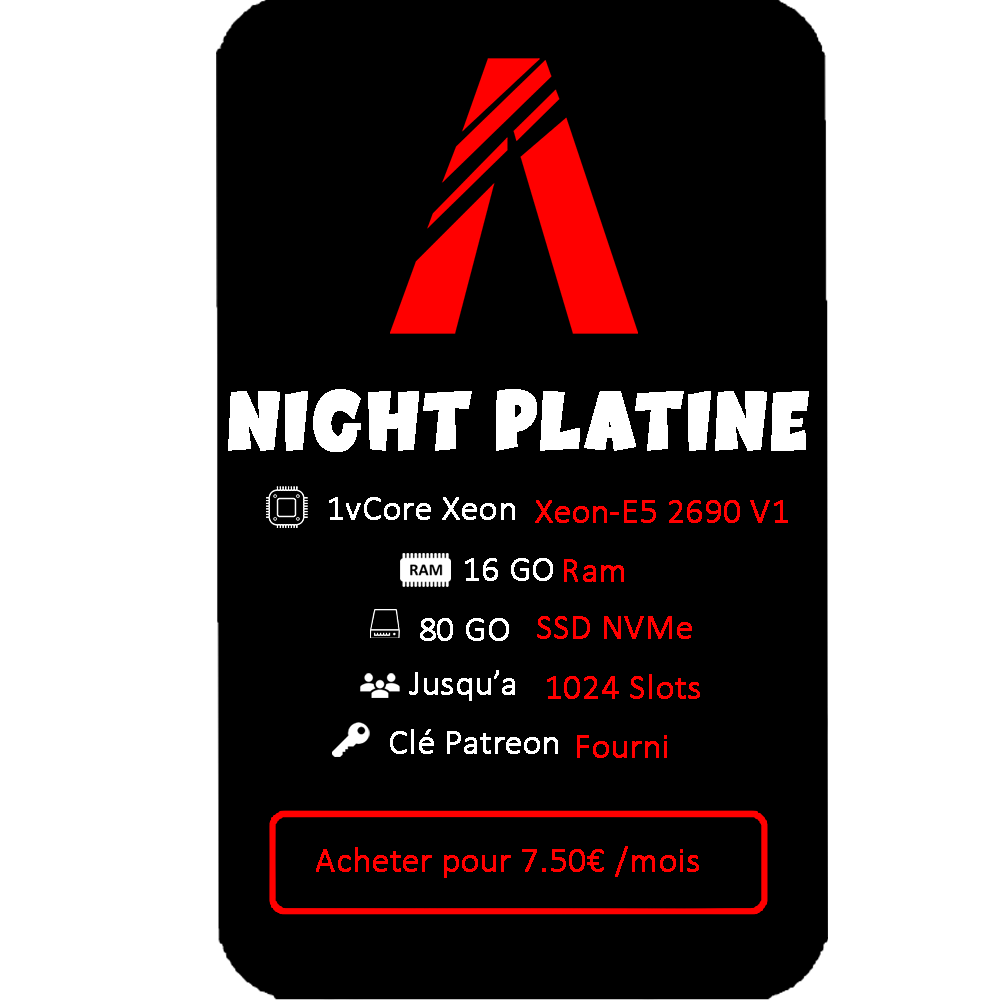 NIGHT PLATINE
1vCore Xeon Xeon-E5 2690 V1
RAM 16 GO Ram
80 GO SSD NVMe
Jusqu’a 1024 Slots
Clé Patreon Fourni
Acheter pour 7.50€ /mois